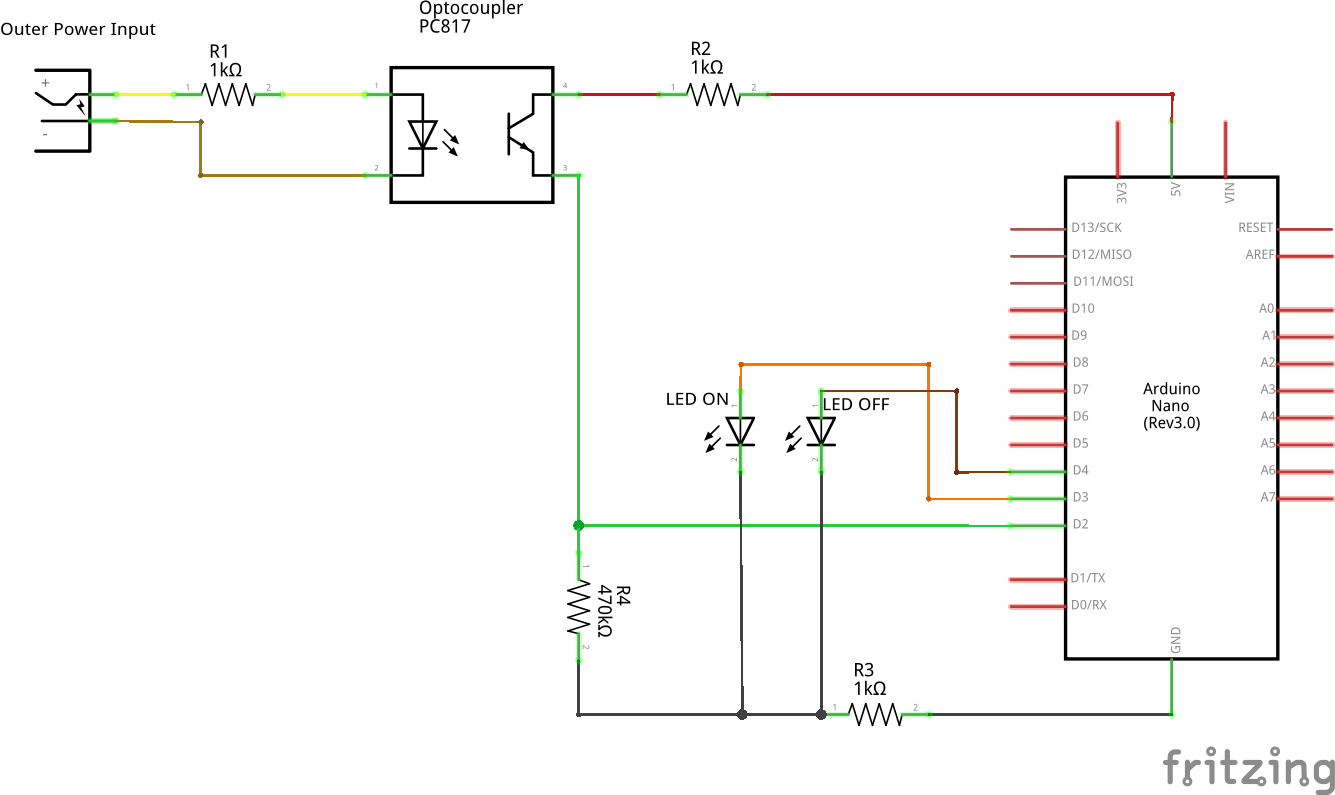 Optocoupler
PC817
Outer Power Input
R1
1kΩ
R2
1kΩ
+
-
1
2
1
2
4
3
1
2
3V3
5V
VIN
D13/SCK
D12/MISO
D11/MOSI
D10
D9
D8
D7
D6
D5
D4
D3
D2
D1/TX
D0/RX
RESET
AREF
A0
A1
A2
A3
A4
A5
A6
A7
Arduino
Nano
(Rev3.0)
GND
LED ON
1
2
LED OFF
1
2
R4
470kΩ
1
2
R3
1kΩ
1
2
fritzing